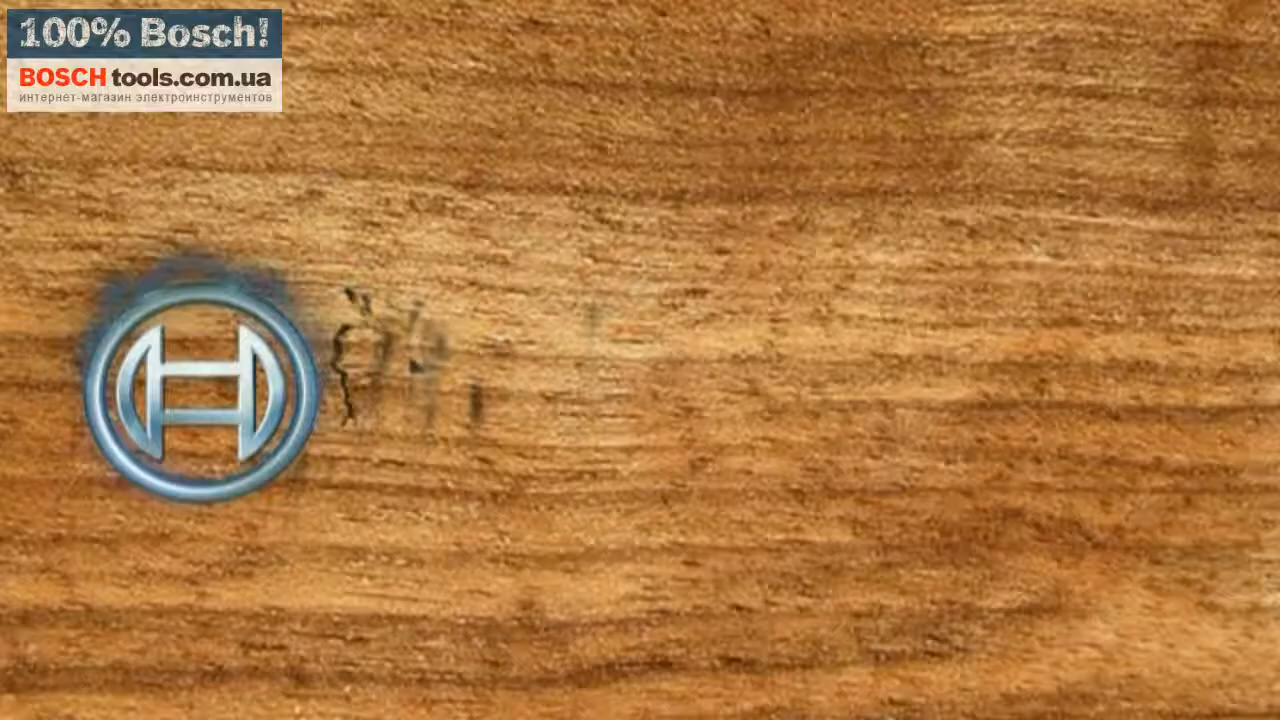 100% Bosch!
BOSCH tools.com.ua
интернет-магазин электроинструментов